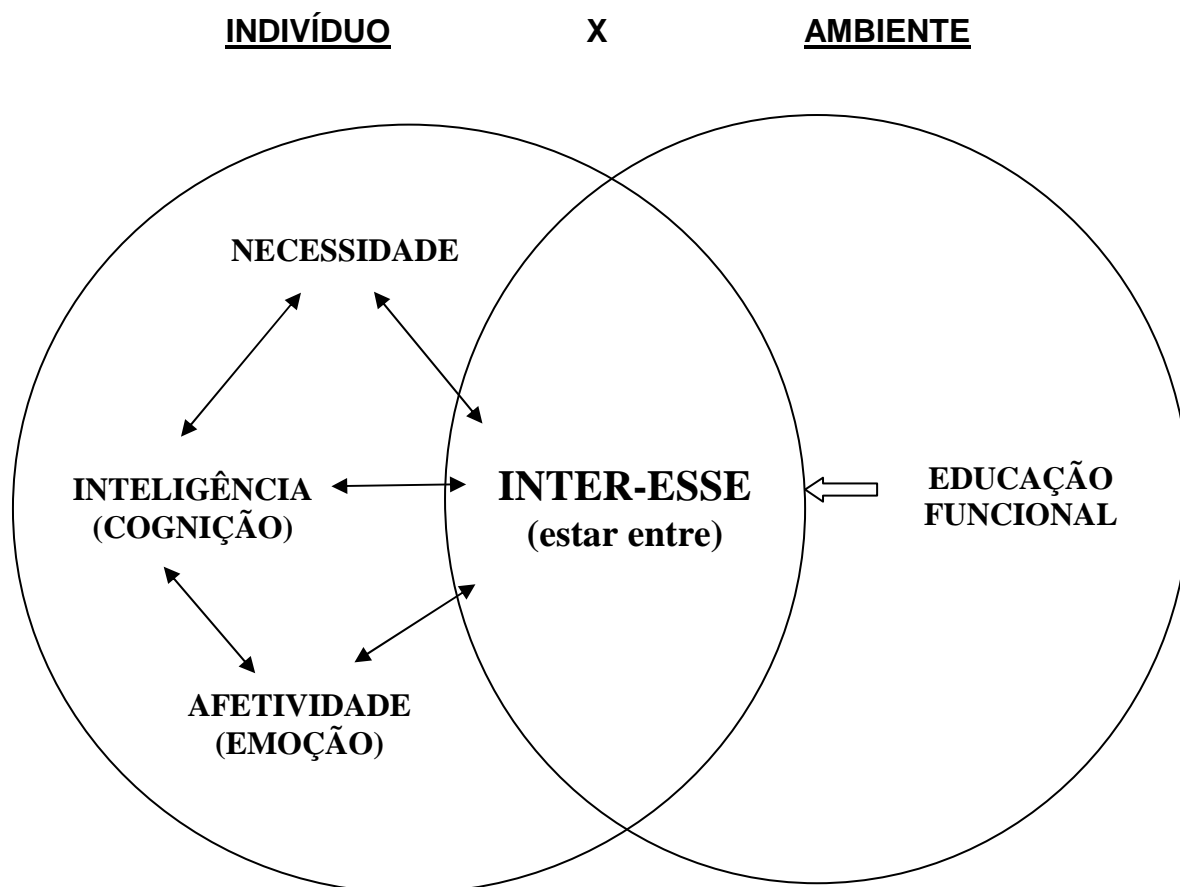 INDIVÍDUO X AMBIENTE
NECESSIDADE
INTELIGÊNCIA
(COGNIÇÃO)
INTER-ESSE
(estar entre)
EDUCAÇÃO
FUNCIONAL
AFETIVIDADE
(EMOÇÃO)